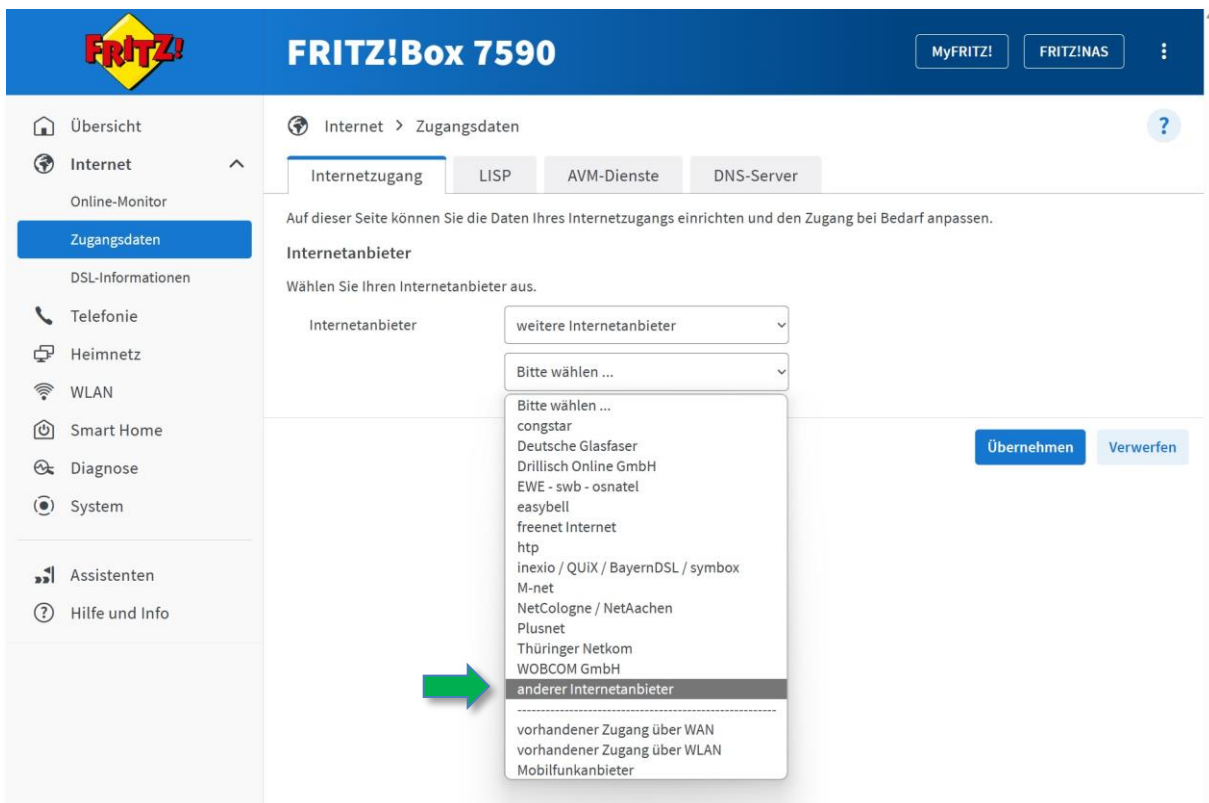 FRITZ!
FRITZ!Box 7590
MyFRITZ!
FRITZ!NAS
Übersicht
Internet
Online-Monitor
Zugangsdaten
DSL-Informationen
Telefonie
Heimnetz
WLAN
Smart Home
Diagnose
System
Assistenten
Hilfe und Info
Internet > Zugangsdaten
?
Internetzugang
LISP
AVM-Dienste
DNS-Server
Auf dieser Seite können Sie die Daten Ihres Internetzugangs einrichten und den Zugang bei Bedarf anpassen.
Internetanbieter
Wählen Sie Ihren Internetanbieter aus.
Internetanbieter
weitere Internetanbieter
Bitte wählen ...
Bitte wählen ...
congstar
Deutsche Glasfaser
Drillisch Online GmbH
EWE - swb - osnatel
easybell
freenet Internet
htp
inexio / QUiX / BayernDSL / symbox
M-net
NetCologne / NetAachen
Plusnet
Thüringer Netkom
WOBCOM GmbH
anderer Internetanbieter
----------------------------------------------------
vorhandener Zugang über WAN
vorhandener Zugang über WLAN
Mobilfunkanbieter
Übernehmen
Verwerfen